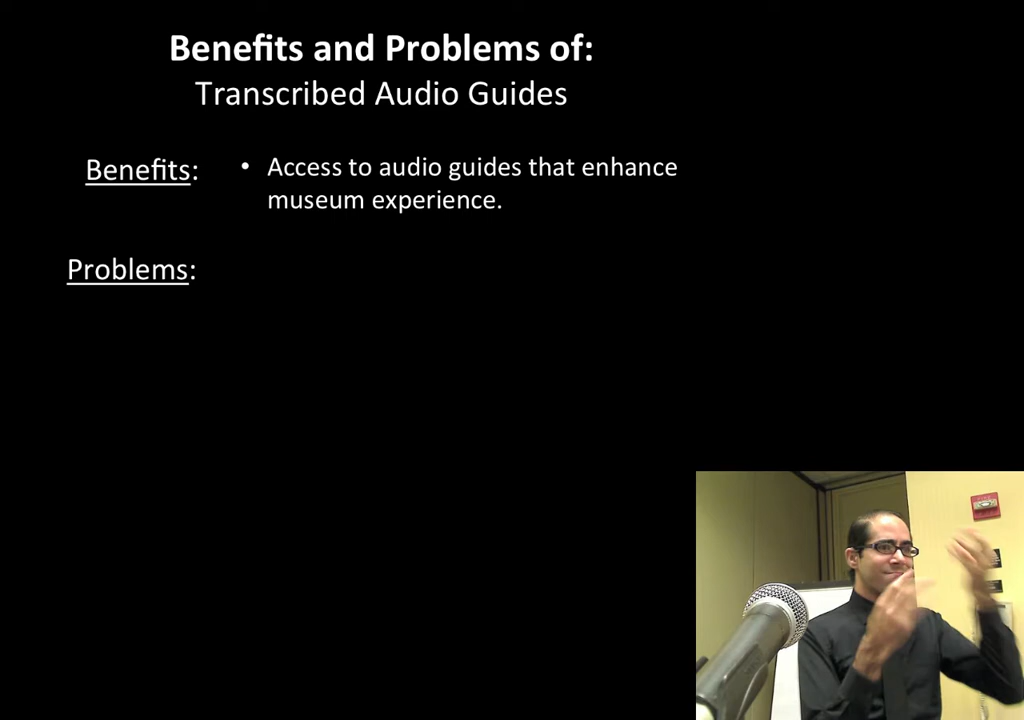 Benefits and Problems of:
Transcribed Audio Guides
Benefits:
• Access to audio guides that enhance
museum experience.
Problems: